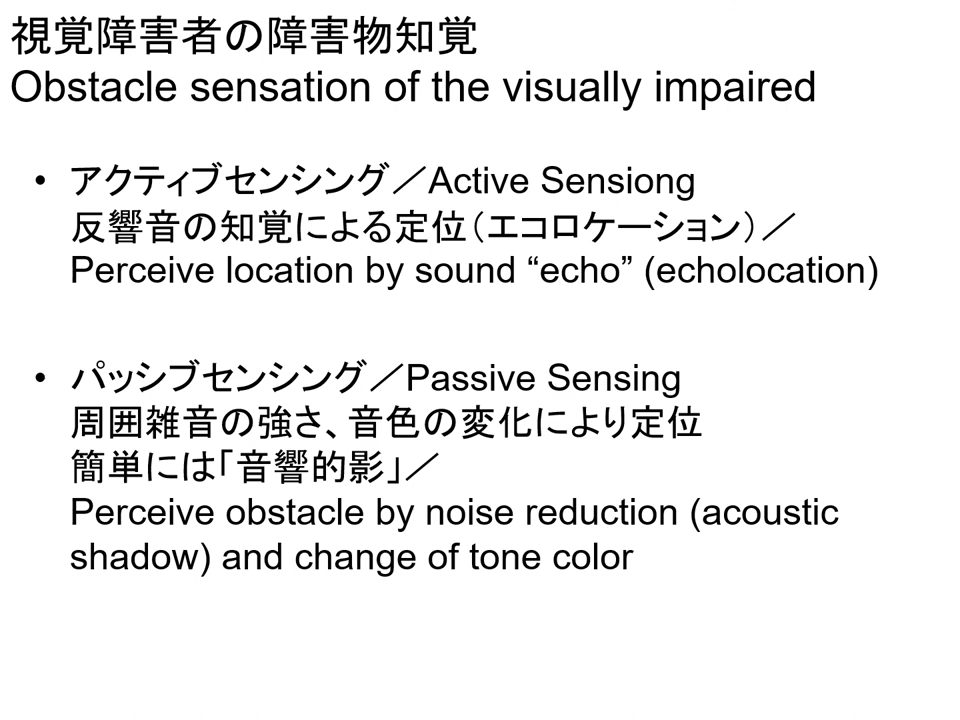 視覚障害者の障害物知覚
Obstacle sensation of the visually impaired
• アクティブセンシング／Active Sensiong
反響音の知覚による定位（エコロケーション）／
Perceive location by sound “echo” (echolocation)
• パッシブセンシング／Passive Sensing
周囲雑音の強さ、音色の変化により定位
簡単には「音響的影」／
Perceive obstacle by noise reduction (acoustic
shadow) and change of tone color